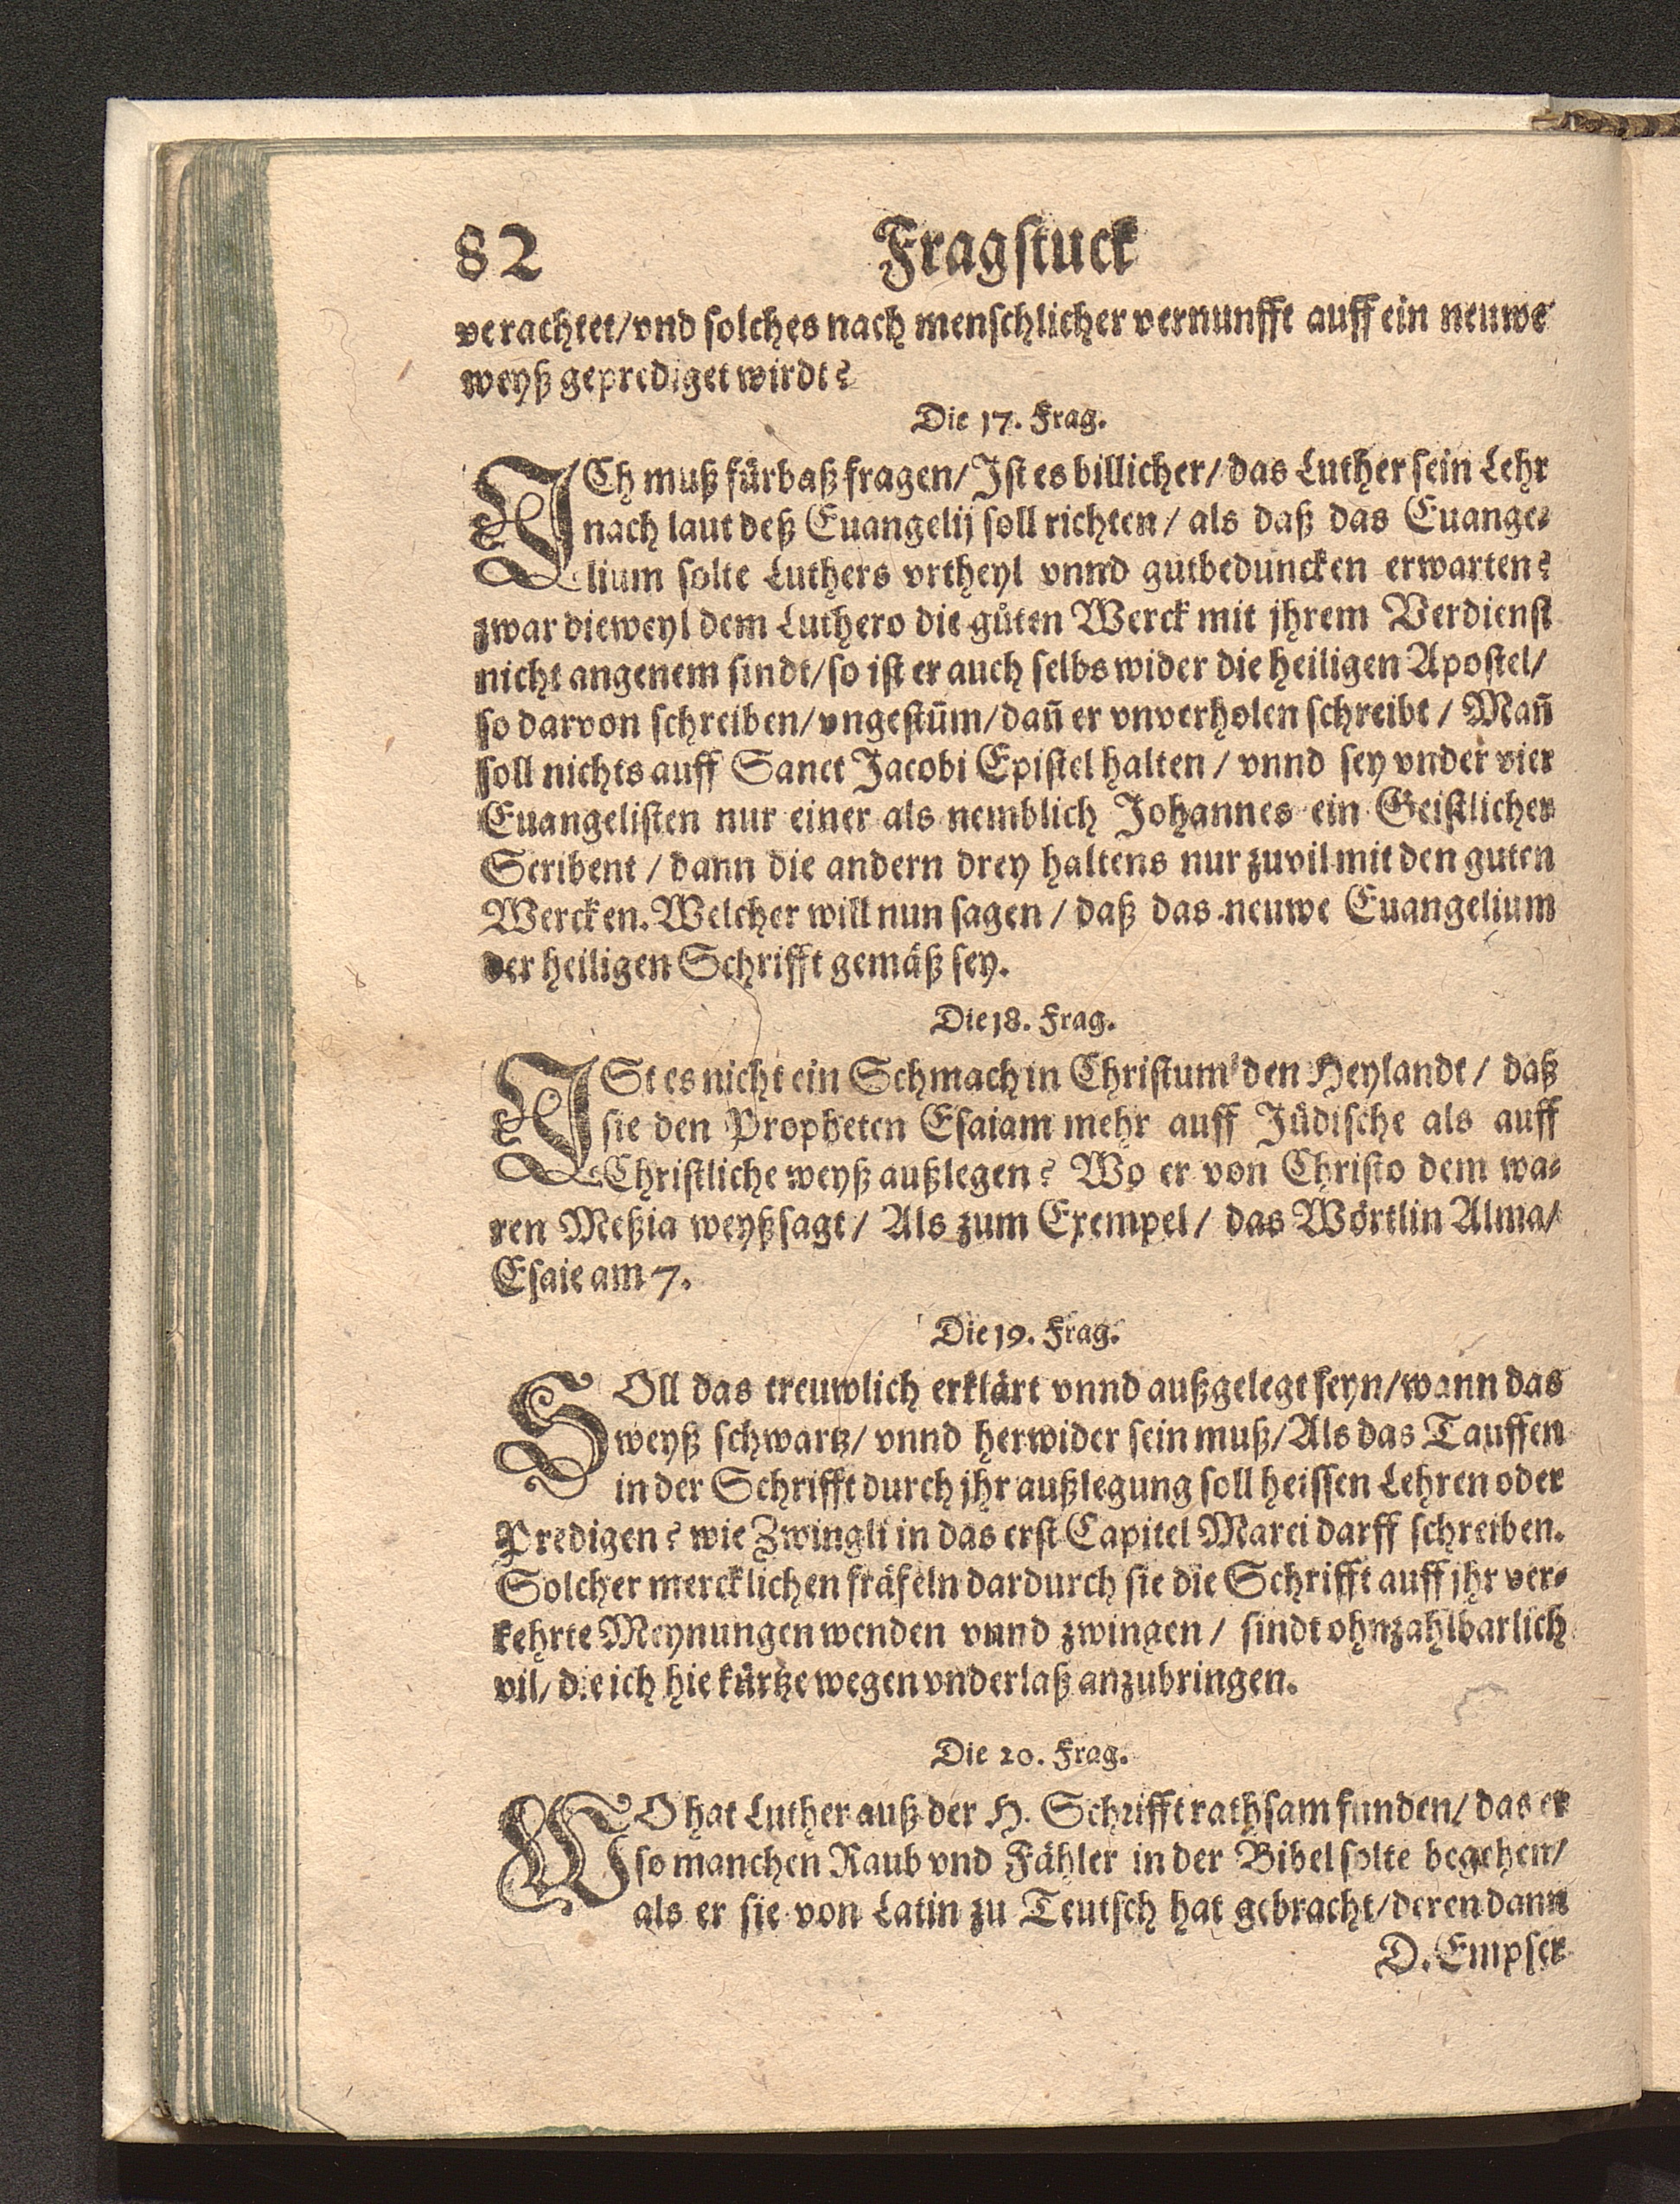 82 Fragstuck
verachtet/vnd solches nach menschlicher vernunfft auff ein neuwe
weyß geprediget wirdt?
Die 17. Frag.
ICh muß fürbaß fragen/Ist es billicher/das Luther sein Lehr
nach laut deß Euangelij soll richten/ als daß das Euange-
lium solte Luthers vrtheyl vnnd gutbeduncken erwarten?
zwar dieweyl dem Luthero die gůten Werck mit jhrem Verdienst
nicht angenem sindt/so ist er auch selbs wider die heiligen Apostel/
so darvon schreiben/vngestüm/dañ er vnverholen schreibt/ Mañ
soll nichts auff Sanct Jacobi Epistel halten/ vnnd sey vnder vier
Euangelisten nur einer als nemblich Johannes ein Geistlicher
Scribent/ dann die andern drey haltens nur zuvil mit den guten
Wercken. Welcher will nun sagen/ daß das neuwe Euangelium
der heiligen Schrifft gemäß sey.
Die 18. Frag.
ISt es nicht ein Schmach in Christum den Heylandt/ daß
sie den Propheten Esaiam mehr auff Jüdische als auff
Christliche weyß außlegen? Wo er von Christo dem wa-
ren Meßia weyßsagt/ Als zum Exempel/ das Wörtlin Alma/
Esaie am 7.
Die 19. Frag.
SOll das treuwlich erklärt vnnd außgelegt seyn/wann das
weyß schwartz/ vnnd herwider sein muß/Als das Tauffen
in der Schrifft durch jhr außlegung soll heissen Lehren oder
Predigen? wie Zwingli in das erst Capitel Marci darff schreiben.
Solcher mercklichen fräfeln dardurch sie die Schrifft auff jhr ver-
kehrte Meynungen wenden vnnd zwingen/ sindt ohnzahlbarlich
vil/ die ich hie kürtze wegen vnderlaß anzubringen.
Die 20. Frag.
WO hat Luther auß der H. Schrifft rathsam funden/ das er
so manchen Raub vnd Fähler in der Bibel solte begehen/
als er sie von Latin zu Teutsch hat gebracht/deren dann
D. Empser